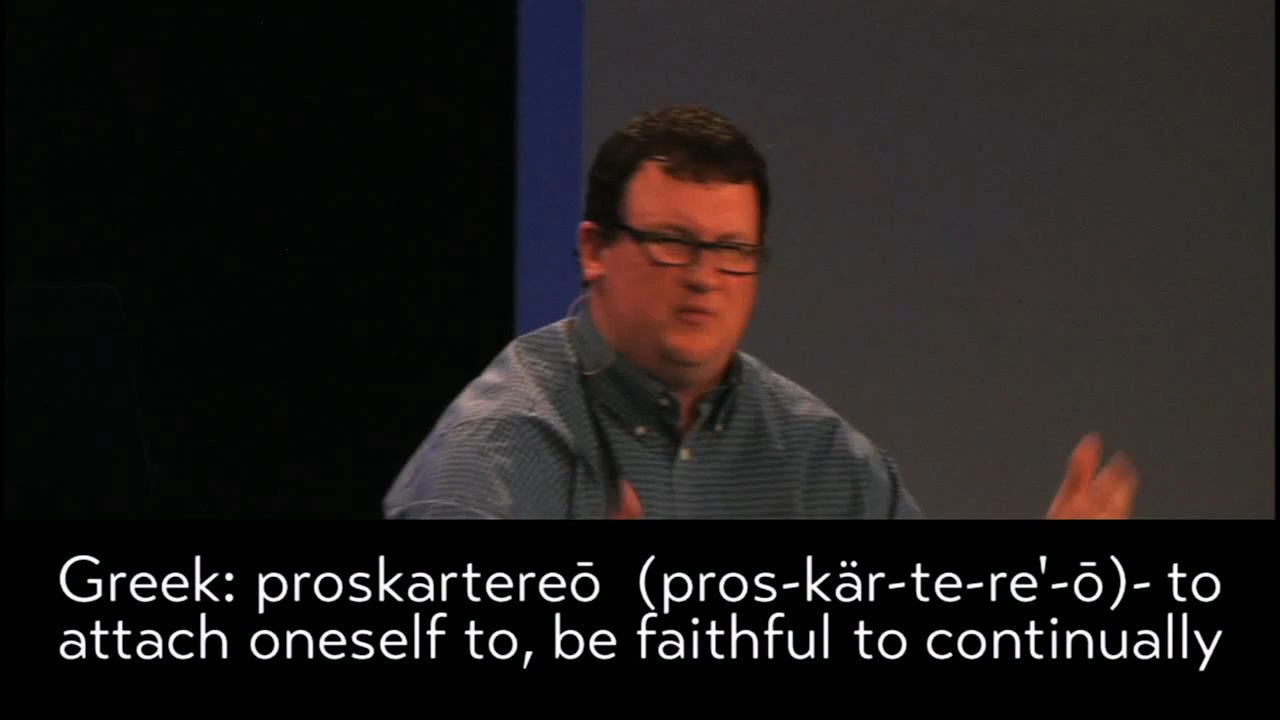 Greek: proskartereō (pros-kär-te-re'-ō)- to
attach oneself to, be faithful to continually